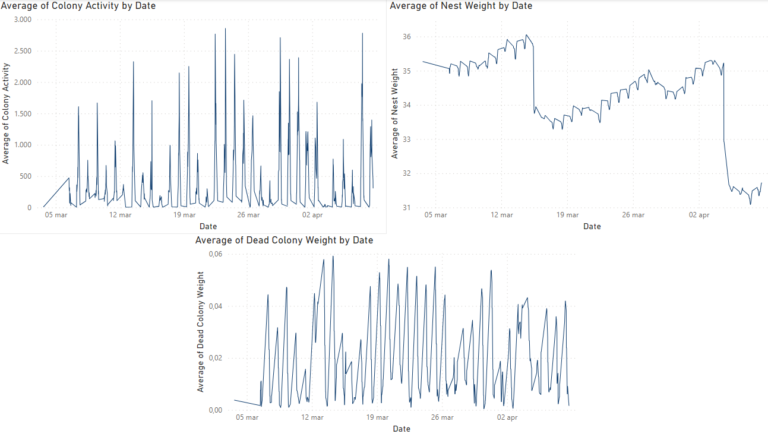 Average of Colony Activity by Date
3.000
2.500
2.000
1.500
1.000
500
0
Average of Colony Activity
05 mar 12 mar 19 mar 26 mar 02 apr
Date
Average of Nest Weight by Date
36
35
34
33
32
31
Average of Nest Weight
05 mar 12 mar 19 mar 26 mar 02 apr
Date
Average of Dead Colony Weight by Date
0,06
0,04
0,02
0,00
Average of Dead Colony Weight
05 mar 12 mar 19 mar 26 mar 02 apr
Date